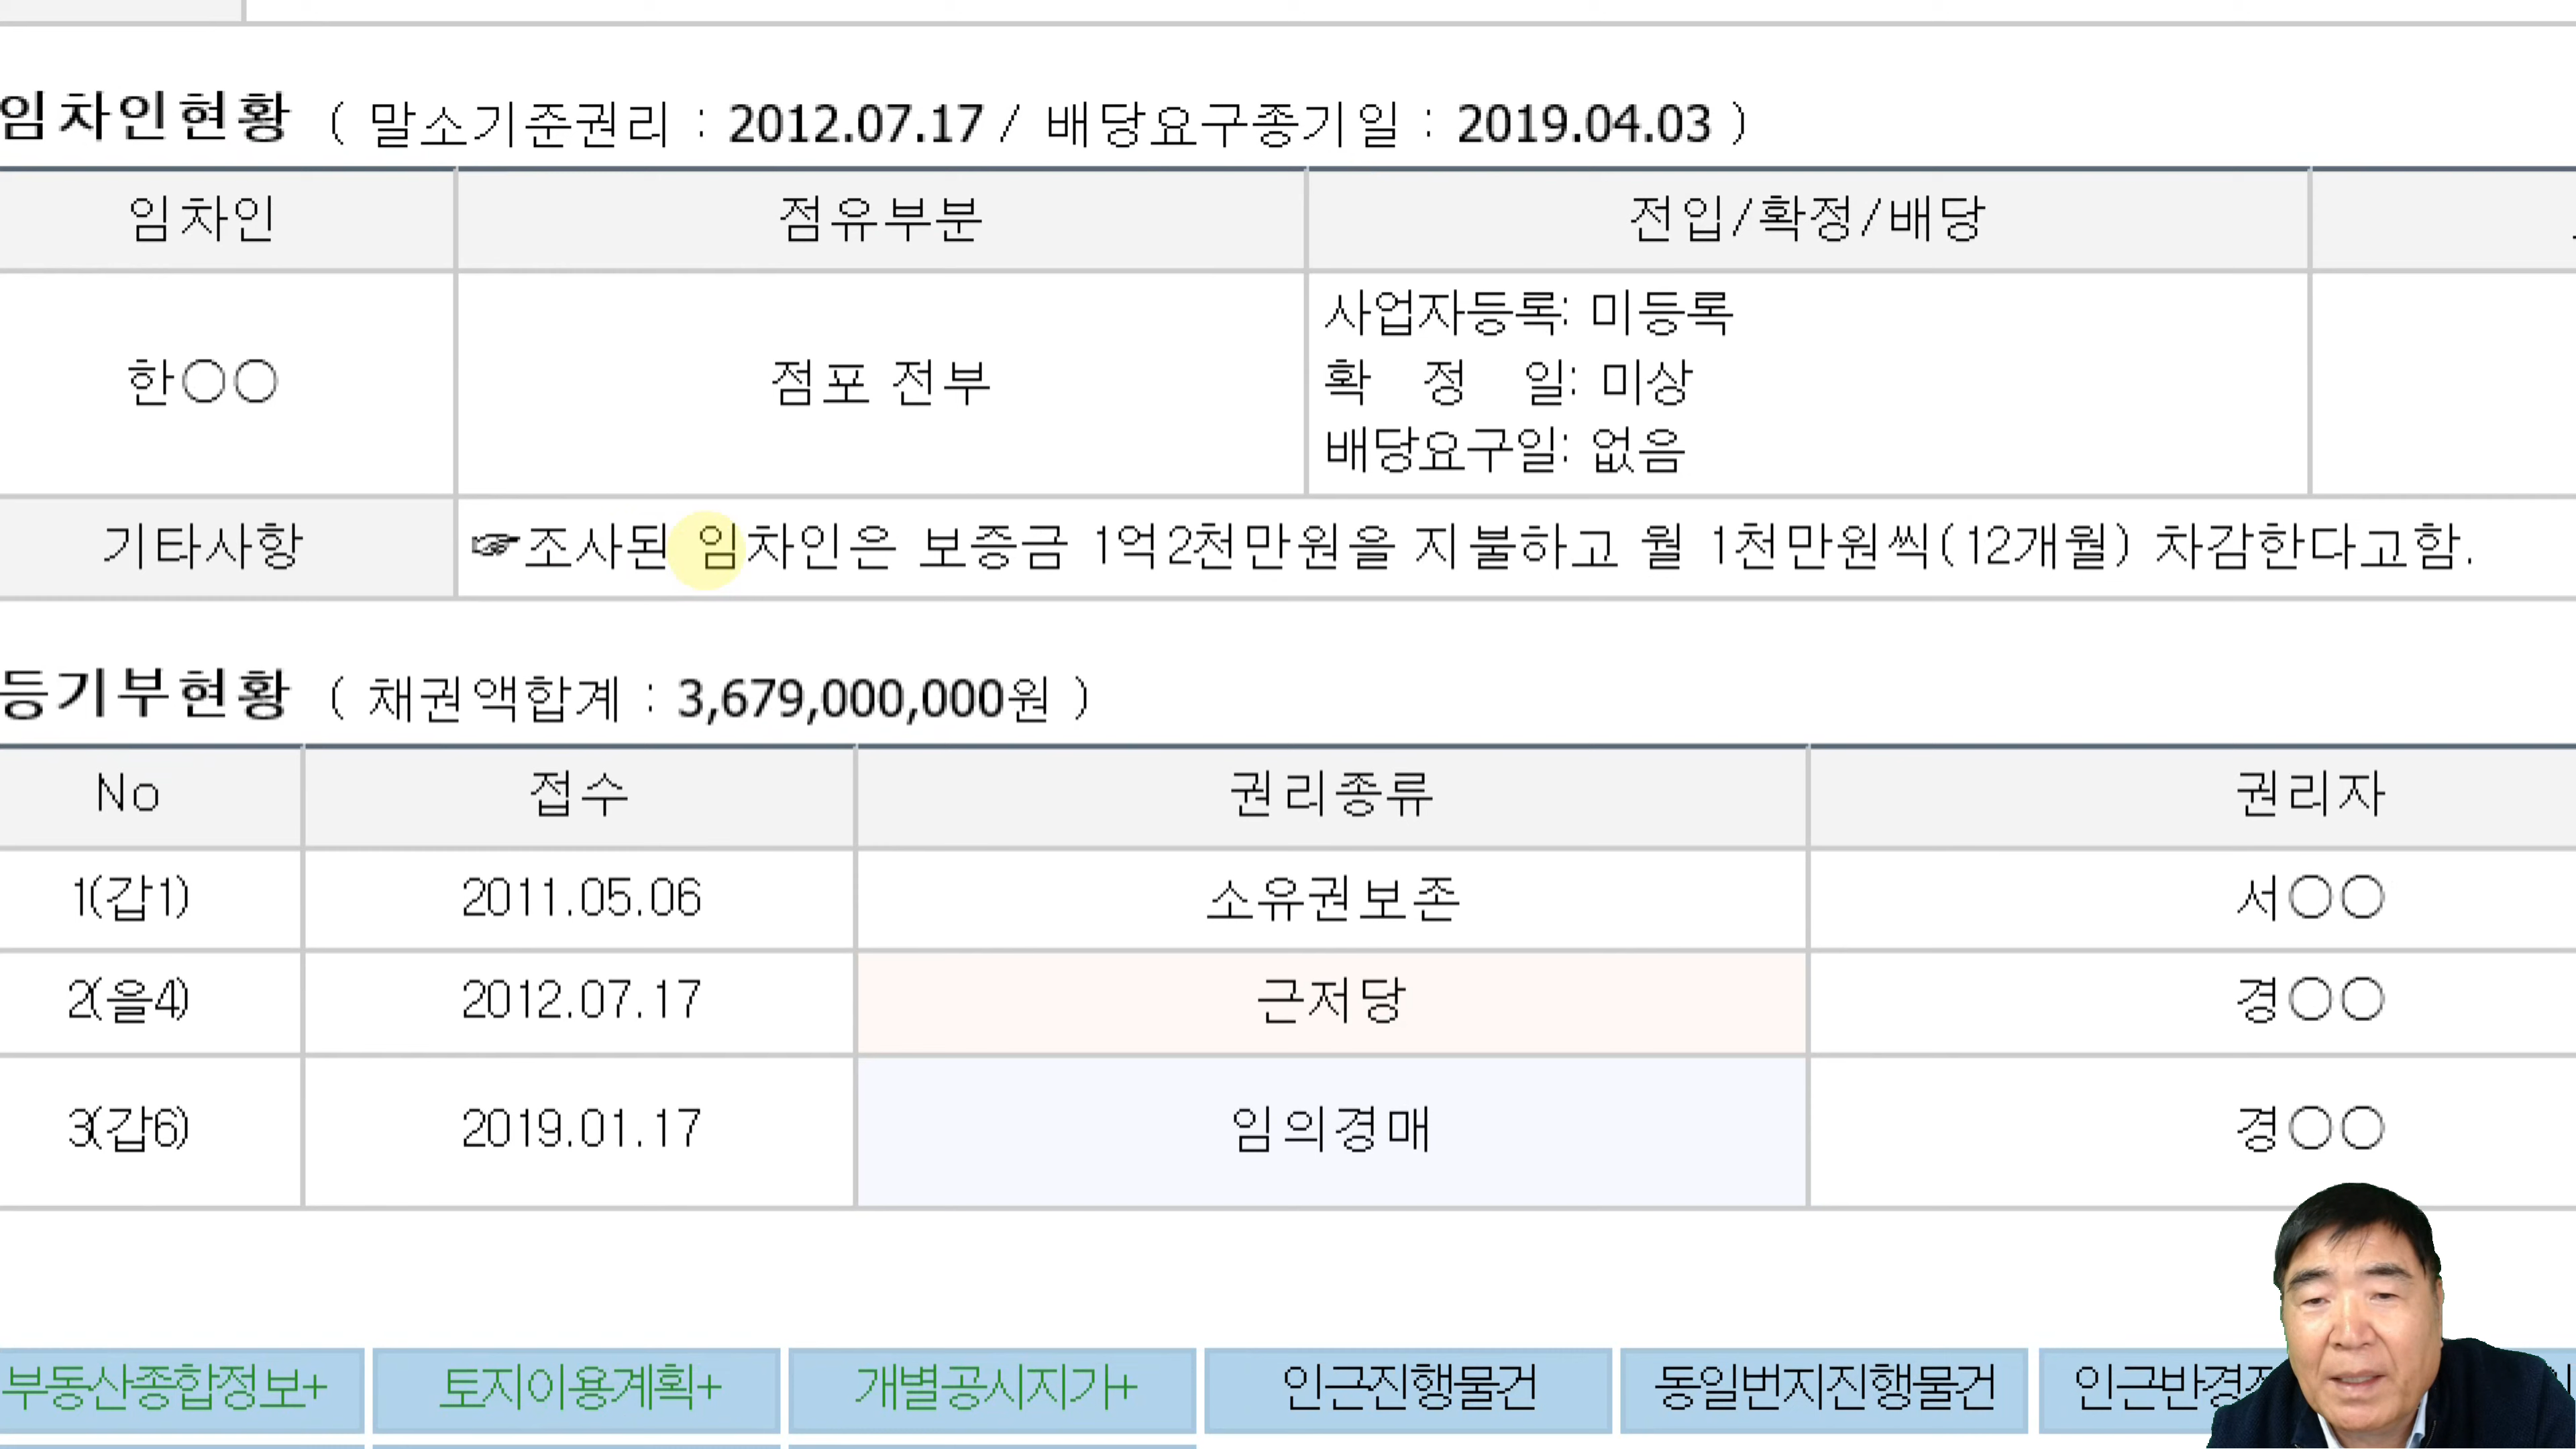 임차인현황 ( 말소기준권리 : 2012.07.17 / 배당요구종기일 : 2019.04.03 )
임차인 점유부분 전입/확정/배당
한○○ 점포 전부 사업자등록: 미등록
확 정 일: 미상
배당요구일: 없음
기타사항 ☞조사된 임차인은 보증금 1억2천만원을 지불하고 월 1천만원씩(12개월) 차감한다고함.
등기부현황 ( 채권액합계 : 3,679,000,000원 )
No 접수 권리종류 권리자
1(갑1) 2011.05.06 소유권보존 서○○
2(을4) 2012.07.17 근저당 경○○
3(갑6) 2019.01.17 임의경매 경○○
부동산종합정보+ 토지이용계획+ 개별공시지가+ 인근진행물건 동일번지진행물건 인근반경